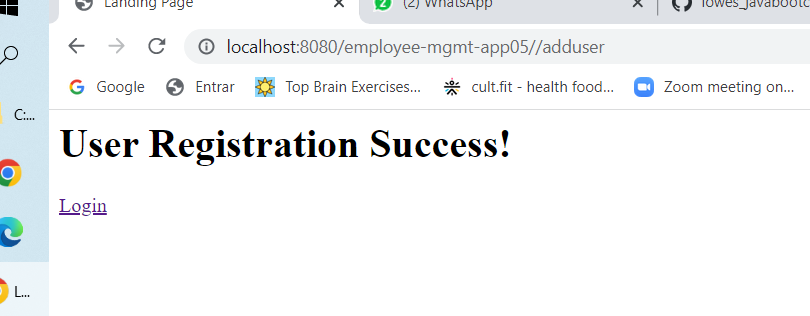 Landing Page
(2) WhatsApp
lowes_javabootc
localhost:8080/employee-mgmt-app05//adduser
Google
Entrar
Top Brain Exercises...
cult.fit - health food...
Zoom meeting on...
C:...
User Registration Success!
Login
L...